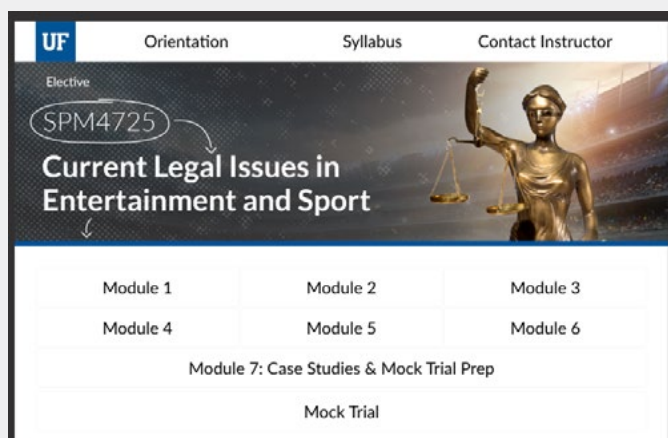 UF Orientation Syllabus Contact Instructor
Elective
SPM4725
Current Legal Issues in
Entertainment and Sport
Module 1 Module 2 Module 3
Module 4 Module 5 Module 6
Module 7: Case Studies & Mock Trial Prep
Mock Trial